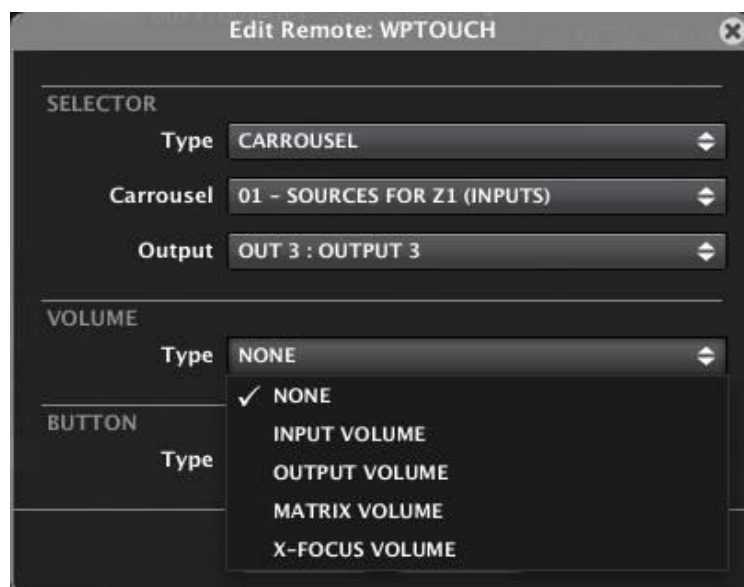 Edit Remote: WPTOUCH
SELECTOR
Type CARROUSEL
Carrousel 01 - SOURCES FOR Z1 (INPUTS)
Output OUT 3 : OUTPUT 3
VOLUME
Type NONE
✓ NONE
BUTTON
INPUT VOLUME
Type
OUTPUT VOLUME
MATRIX VOLUME
X-FOCUS VOLUME